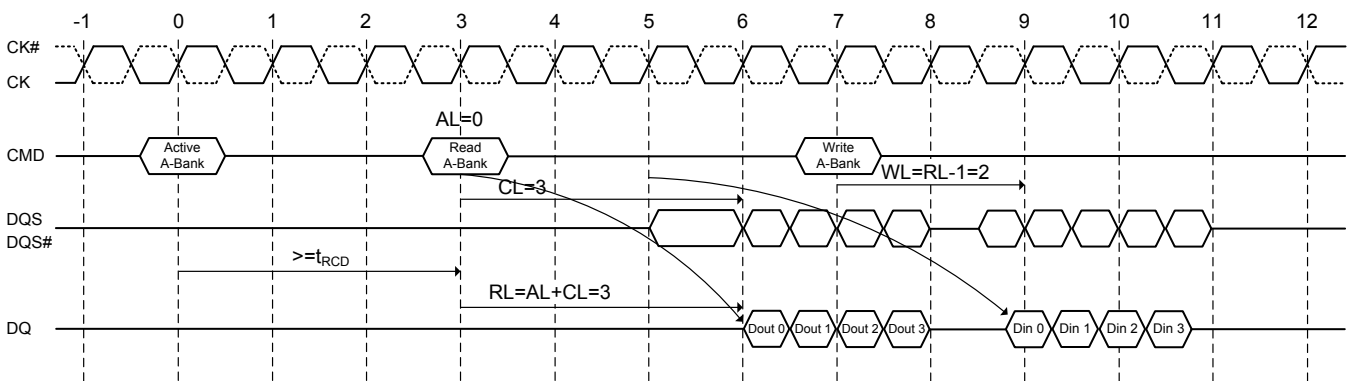 -1 0 1 2 3 4 5 6 7 8 9 10 11 12
CK#
CK
AL=0
CMD
Active
A-Bank
Read
A-Bank
Write
A-Bank
WL=RL-1=2
CL=3
DQS
DQS#
>=tRCD
RL=AL+CL=3
DQ
Dout 0 Dout 1 Dout 2 Dout 3
Din 0 Din 1 Din 2 Din 3